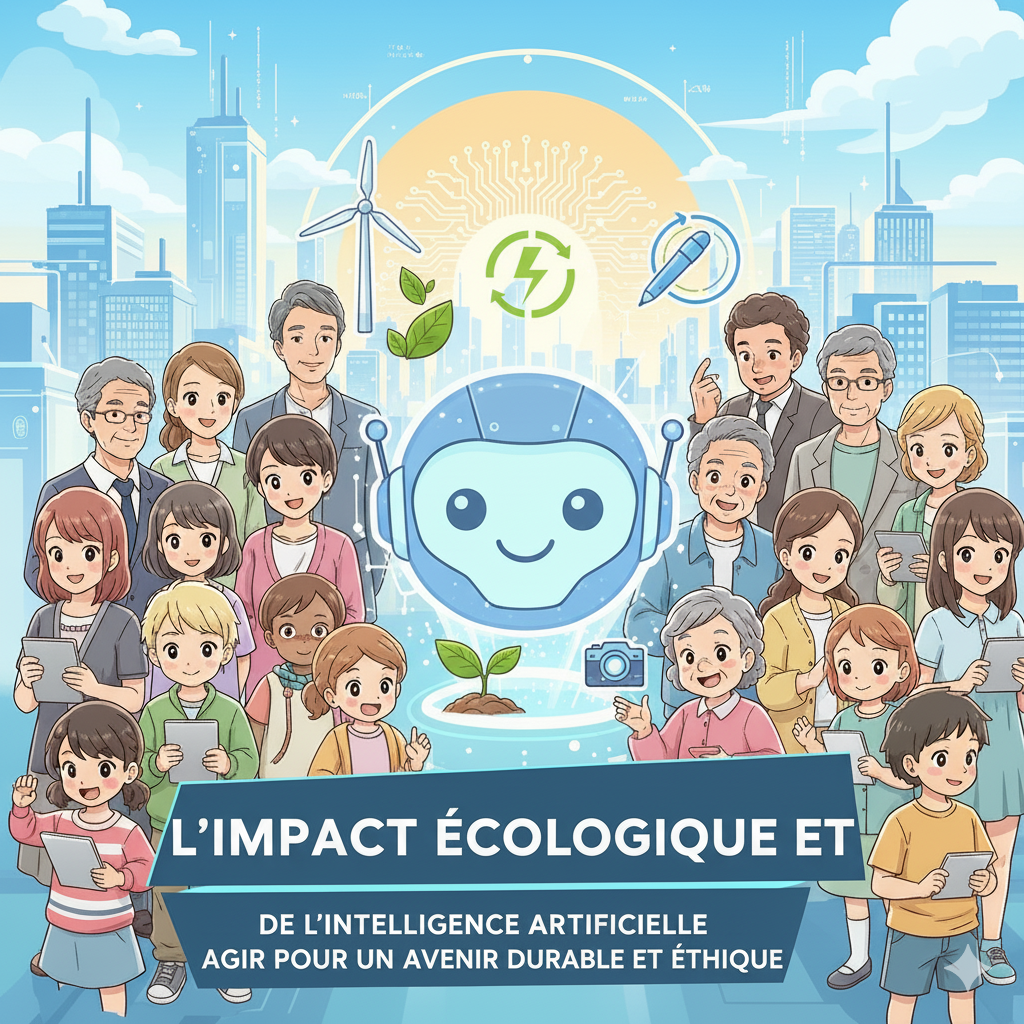 L'IMPACT ÉCOLOGIQUE ET
DE L'INTELLIGENCE ARTIFICIELLE
AGIR POUR UN AVENIR DURABLE ET ÉTHIQUE